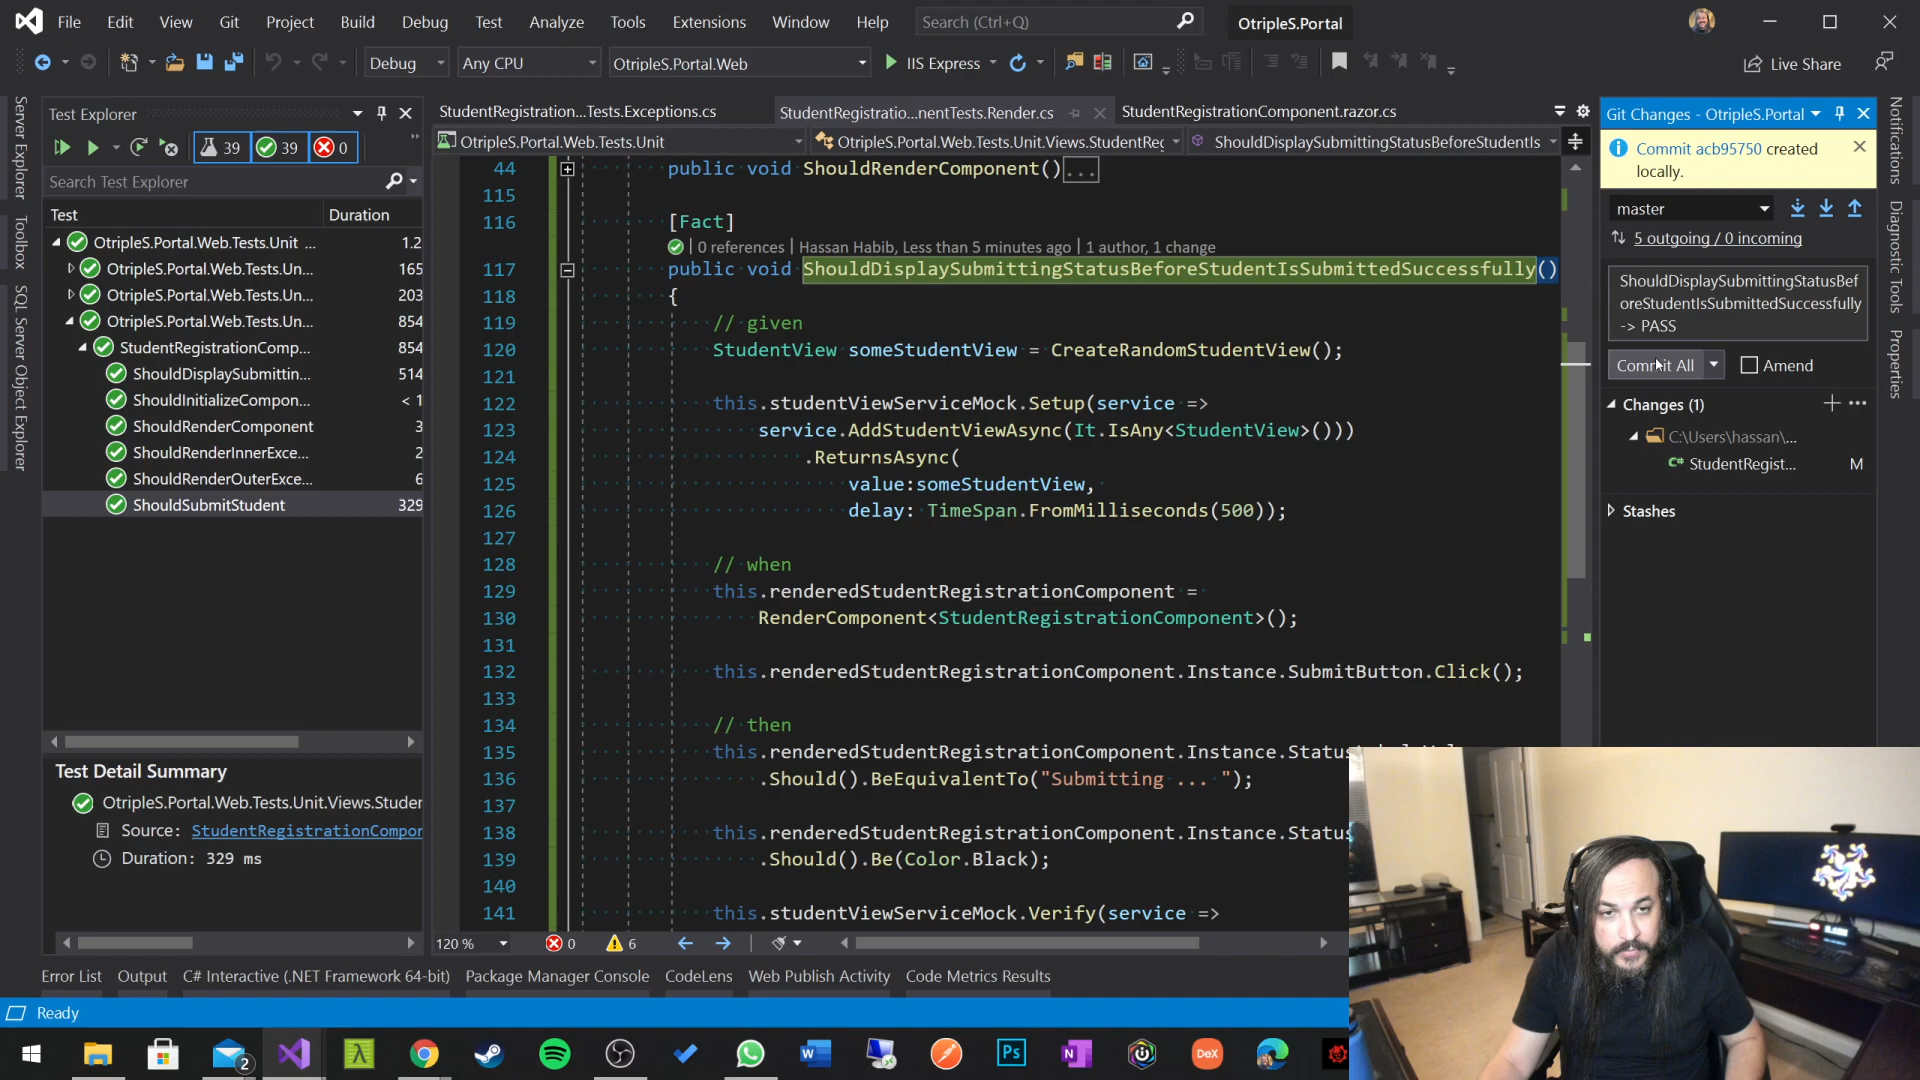 File Edit View Git Project Build Debug Test Analyze Tools Extensions Window Help Search (Ctrl+Q) OtripleS.Portal
Debug Any CPU OtripleS.Portal.Web IIS Express Live Share
Server Explorer
Toolbox
SQL Server Object Explorer
Test Explorer
39 39 0
Search Test Explorer
Test Duration
OtripleS.Portal.Web.Tests.Unit ... 1.2
OtripleS.Portal.Web.Tests.Un... 165
OtripleS.Portal.Web.Tests.Un... 203
OtripleS.Portal.Web.Tests.Un... 854
StudentRegistrationComp... 854
ShouldDisplaySubmittin... 514
ShouldInitializeCompon... < 1
ShouldRenderComponent 3
ShouldRenderInnerExce... 2
ShouldRenderOuterExce... 6
ShouldSubmitStudent 329
Test Detail Summary
OtripleS.Portal.Web.Tests.Unit.Views.Studer
Source: StudentRegistrationCompor
Duration: 329 ms
StudentRegistration...Tests.Exceptions.cs StudentRegistratio...nentTests.Render.cs StudentRegistrationComponent.razor.cs
OtripleS.Portal.Web.Tests.Unit OtripleS.Portal.Web.Tests.Unit.Views.StudentReg ShouldDisplaySubmittingStatusBeforeStudentIs
44 public void ShouldRenderComponent()...
115
116 [Fact]
0 references | Hassan Habib, Less than 5 minutes ago | 1 author, 1 change
117 public void ShouldDisplaySubmittingStatusBeforeStudentIsSubmittedSuccessfully()
118 {
119 // given
120 StudentView someStudentView = CreateRandomStudentView();
121
122 this.studentViewServiceMock.Setup(service =>
123 service.AddStudentViewAsync(It.IsAny<StudentView>()))
124 .ReturnsAsync(
125 value:someStudentView,
126 delay: TimeSpan.FromMilliseconds(500));
127
128 // when
129 this.renderedStudentRegistrationComponent =
130 RenderComponent<StudentRegistrationComponent>();
131
132 this.renderedStudentRegistrationComponent.Instance.SubmitButton.Click();
133
134 // then
135 this.renderedStudentRegistrationComponent.Instance.Stat
136 .Should().BeEquivalentTo("Submitting ... ");
137
138 this.renderedStudentRegistrationComponent.Instance.Status
139 .Should().Be(Color.Black);
140
141 this.studentViewServiceMock.Verify(service =>
120 % 0 6
Git Changes - OtripleS.Portal
Commit acb95750 created
locally.
master
5 outgoing / 0 incoming
ShouldDisplaySubmittingStatusBef
oreStudentIsSubmittedSuccessfully
-> PASS
Commit All Amend
Changes (1)
C:\Users\hassan\...
StudentRegist... M
Stashes
Notifications
Diagnostic Tools
Properties
Error List Output C# Interactive (.NET Framework 64-bit) Package Manager Console CodeLens Web Publish Activity Code Metrics Results
Ready
2 Ps DeX